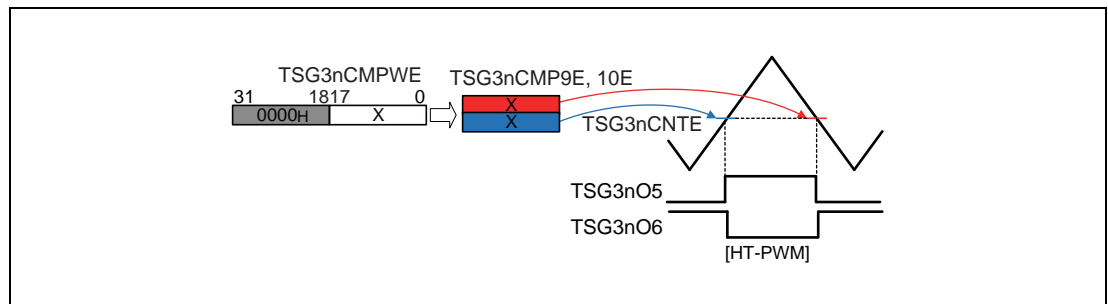 TSG3nCMPWE
TSG3nCMP9E, 10E
31 1817 0
0000H X
X
X
TSG3nCNTE
TSG3nO5
TSG3nO6
[HT-PWM]